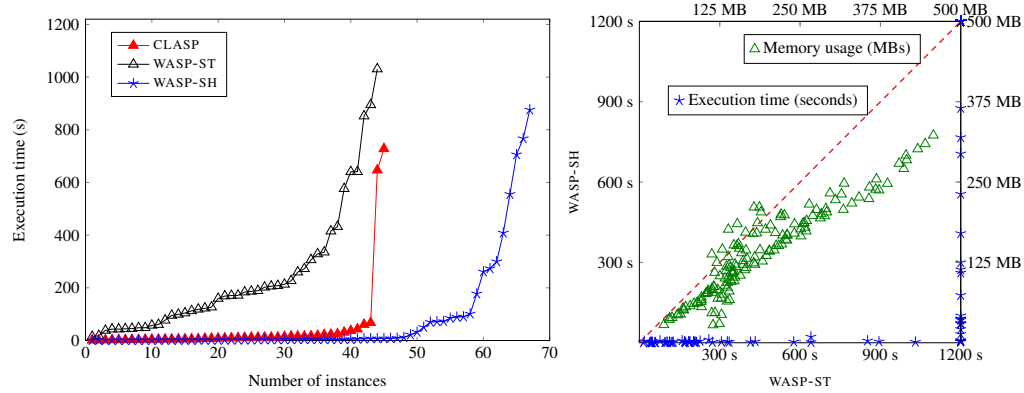 1200
1000
800
600
400
200
0
0 10 20 30 40 50 60 70
Execution time (s)
Number of instances
CLASP
WASP-ST
WASP-SH
125 MB 250 MB 375 MB 500 MB
1200 s
900 s
600 s
300 s
500 MB
375 MB
250 MB
125 MB
Memory usage (MBs)
Execution time (seconds)
WASP-SH
300 s 600 s 900 s 1200 s
WASP-ST